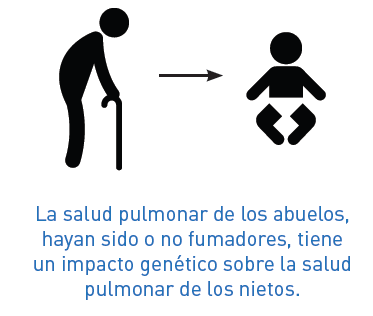 La salud pulmonar de los abuelos,
hayan sido o no fumadores, tiene
un impacto genético sobre la salud
pulmonar de los nietos.